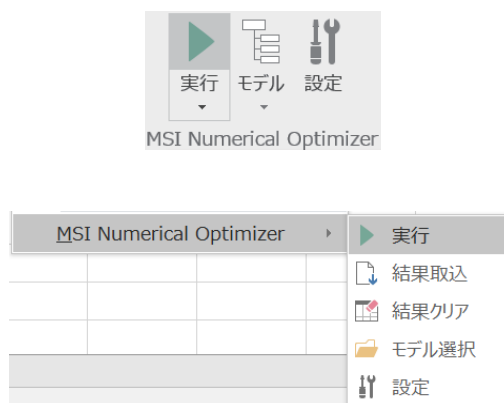 実行 モデル 設定
MSI Numerical Optimizer
MSI Numerical Optimizer 実行
結果取込
結果クリア
モデル選択
設定